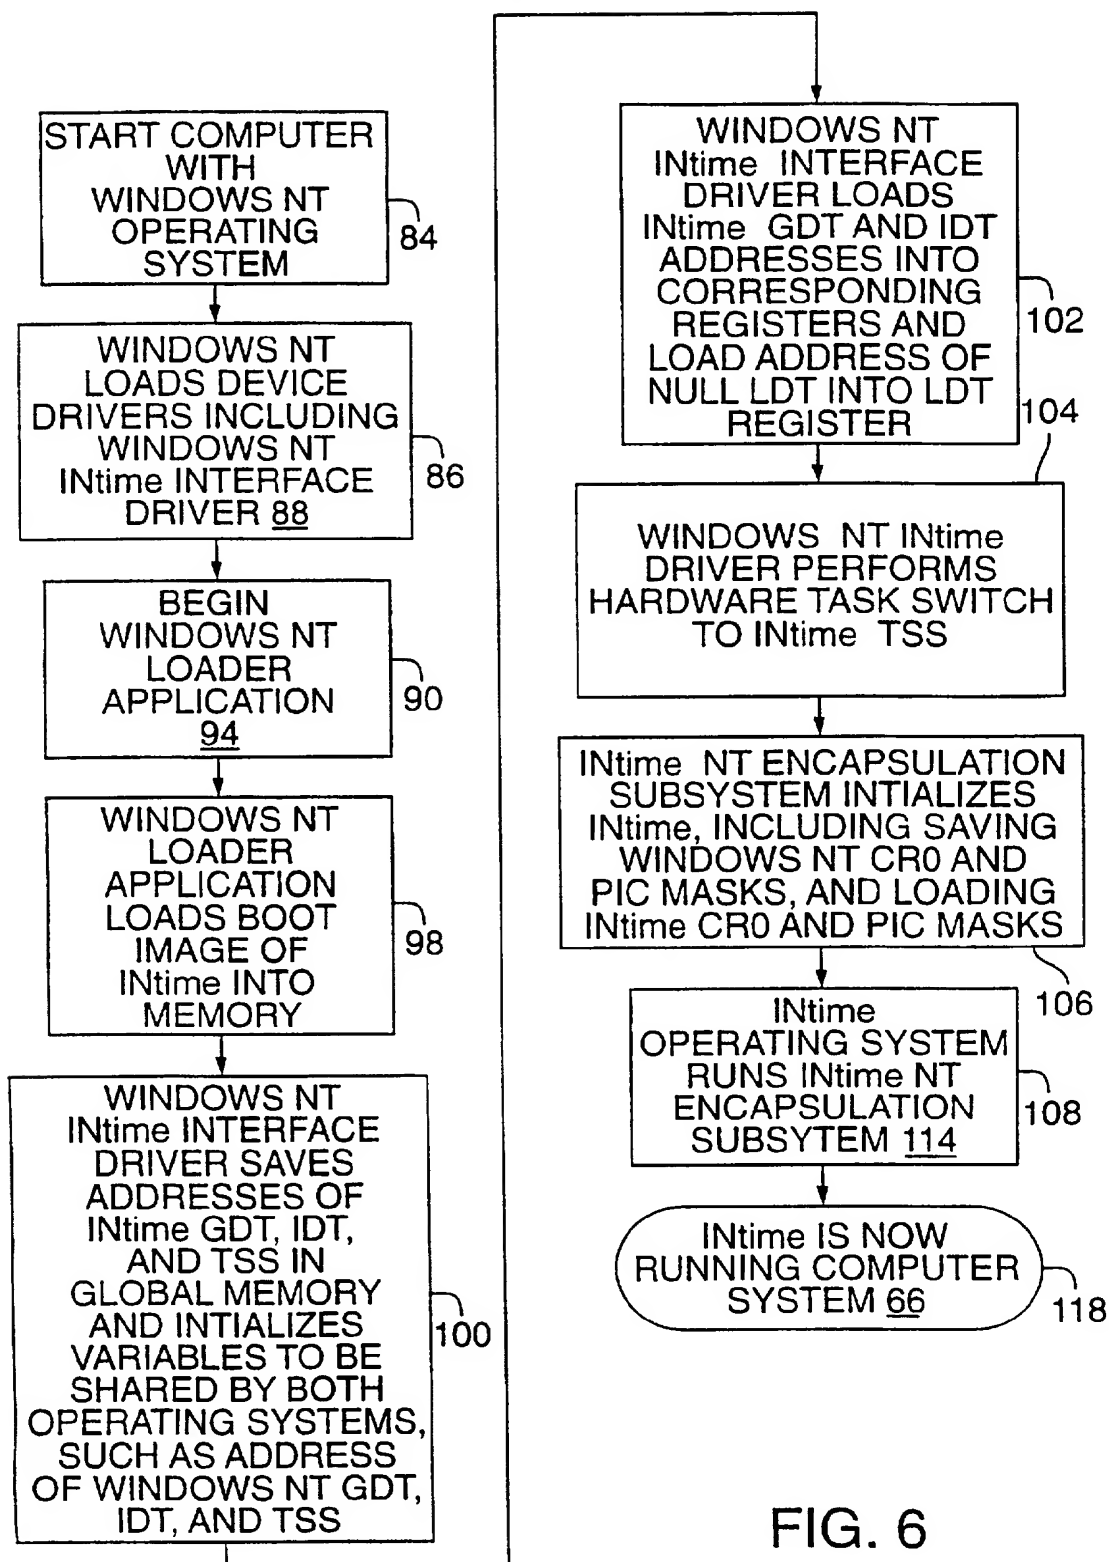 START COMPUTER
WITH
WINDOWS NT
OPERATING
SYSTEM
84
WINDOWS NT
LOADS DEVICE
DRIVERS INCLUDING
WINDOWS NT
INtime INTERFACE
DRIVER 88
86
BEGIN
WINDOWS NT
LOADER
APPLICATION
94
90
WINDOWS NT
LOADER
APPLICATION
LOADS BOOT
IMAGE OF
INtime INTO
MEMORY
98
WINDOWS NT
INtime INTERFACE
DRIVER SAVES
ADDRESSES OF
INtime GDT, IDT,
AND TSS IN
GLOBAL MEMORY
AND INTIALIZES
VARIABLES TO BE
SHARED BY BOTH
OPERATING SYSTEMS,
SUCH AS ADDRESS
OF WINDOWS NT GDT,
IDT, AND TSS
100
WINDOWS NT
INtime INTERFACE
DRIVER LOADS
INtime GDT AND IDT
ADDRESSES INTO
CORRESPONDING
REGISTERS AND
LOAD ADDRESS OF
NULL LDT INTO LDT
REGISTER
102
104
WINDOWS NT INtime
DRIVER PERFORMS
HARDWARE TASK SWITCH
TO INtime TSS
INtime NT ENCAPSULATION
SUBSYSTEM INTIALIZES
INtime, INCLUDING SAVING
WINDOWS NT CR0 AND
PIC MASKS, AND LOADING
INtime CR0 AND PIC MASKS
106
INtime
OPERATING SYSTEM
RUNS INtime NT
ENCAPSULATION
SUBSYTEM 114
108
INtime IS NOW
RUNNING COMPUTER
SYSTEM 66
118
FIG. 6